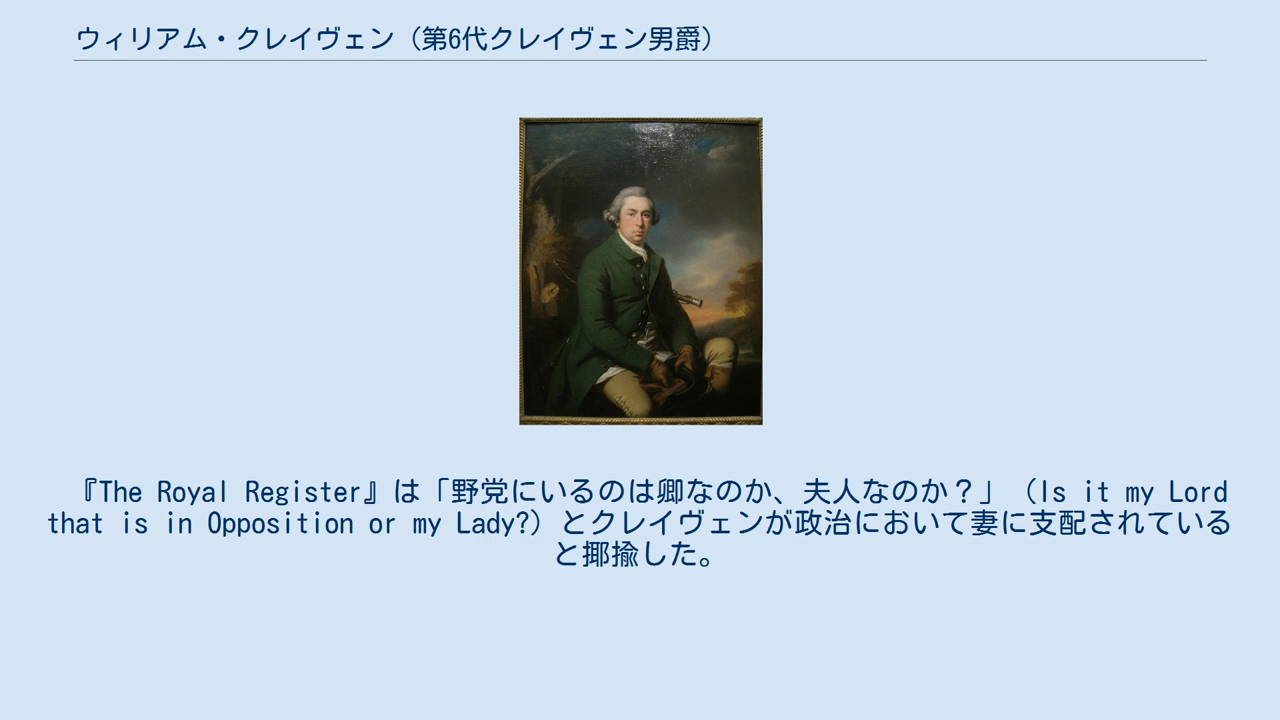 ウィリアム・クレイヴェン（第6代クレイヴェン男爵）
『The Royal Register』は「野党にいるのは卿なのか、夫人なのか？」（Is it my Lord
that is in Opposition or my Lady?）とクレイヴェンが政治において妻に支配されている
と揶揄した。